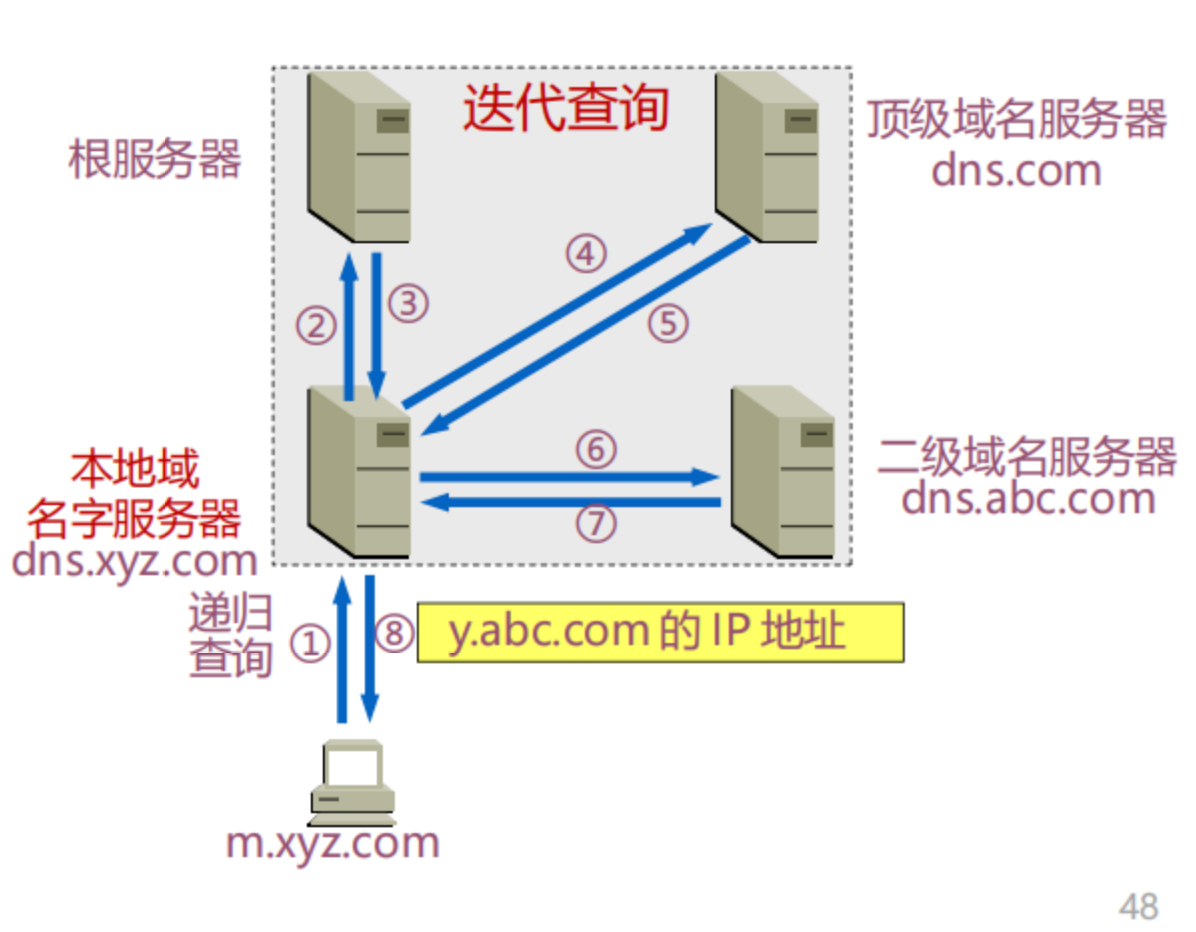 迭代查询
根服务器
顶级域名服务器
dns.com
④
③
②
⑤
本地域
名字服务器
dns.xyz.com
⑥
⑦
二级域名服务器
dns.abc.com
递归
查询
①
⑧
y.abc.com 的 IP 地址
m.xyz.com
48